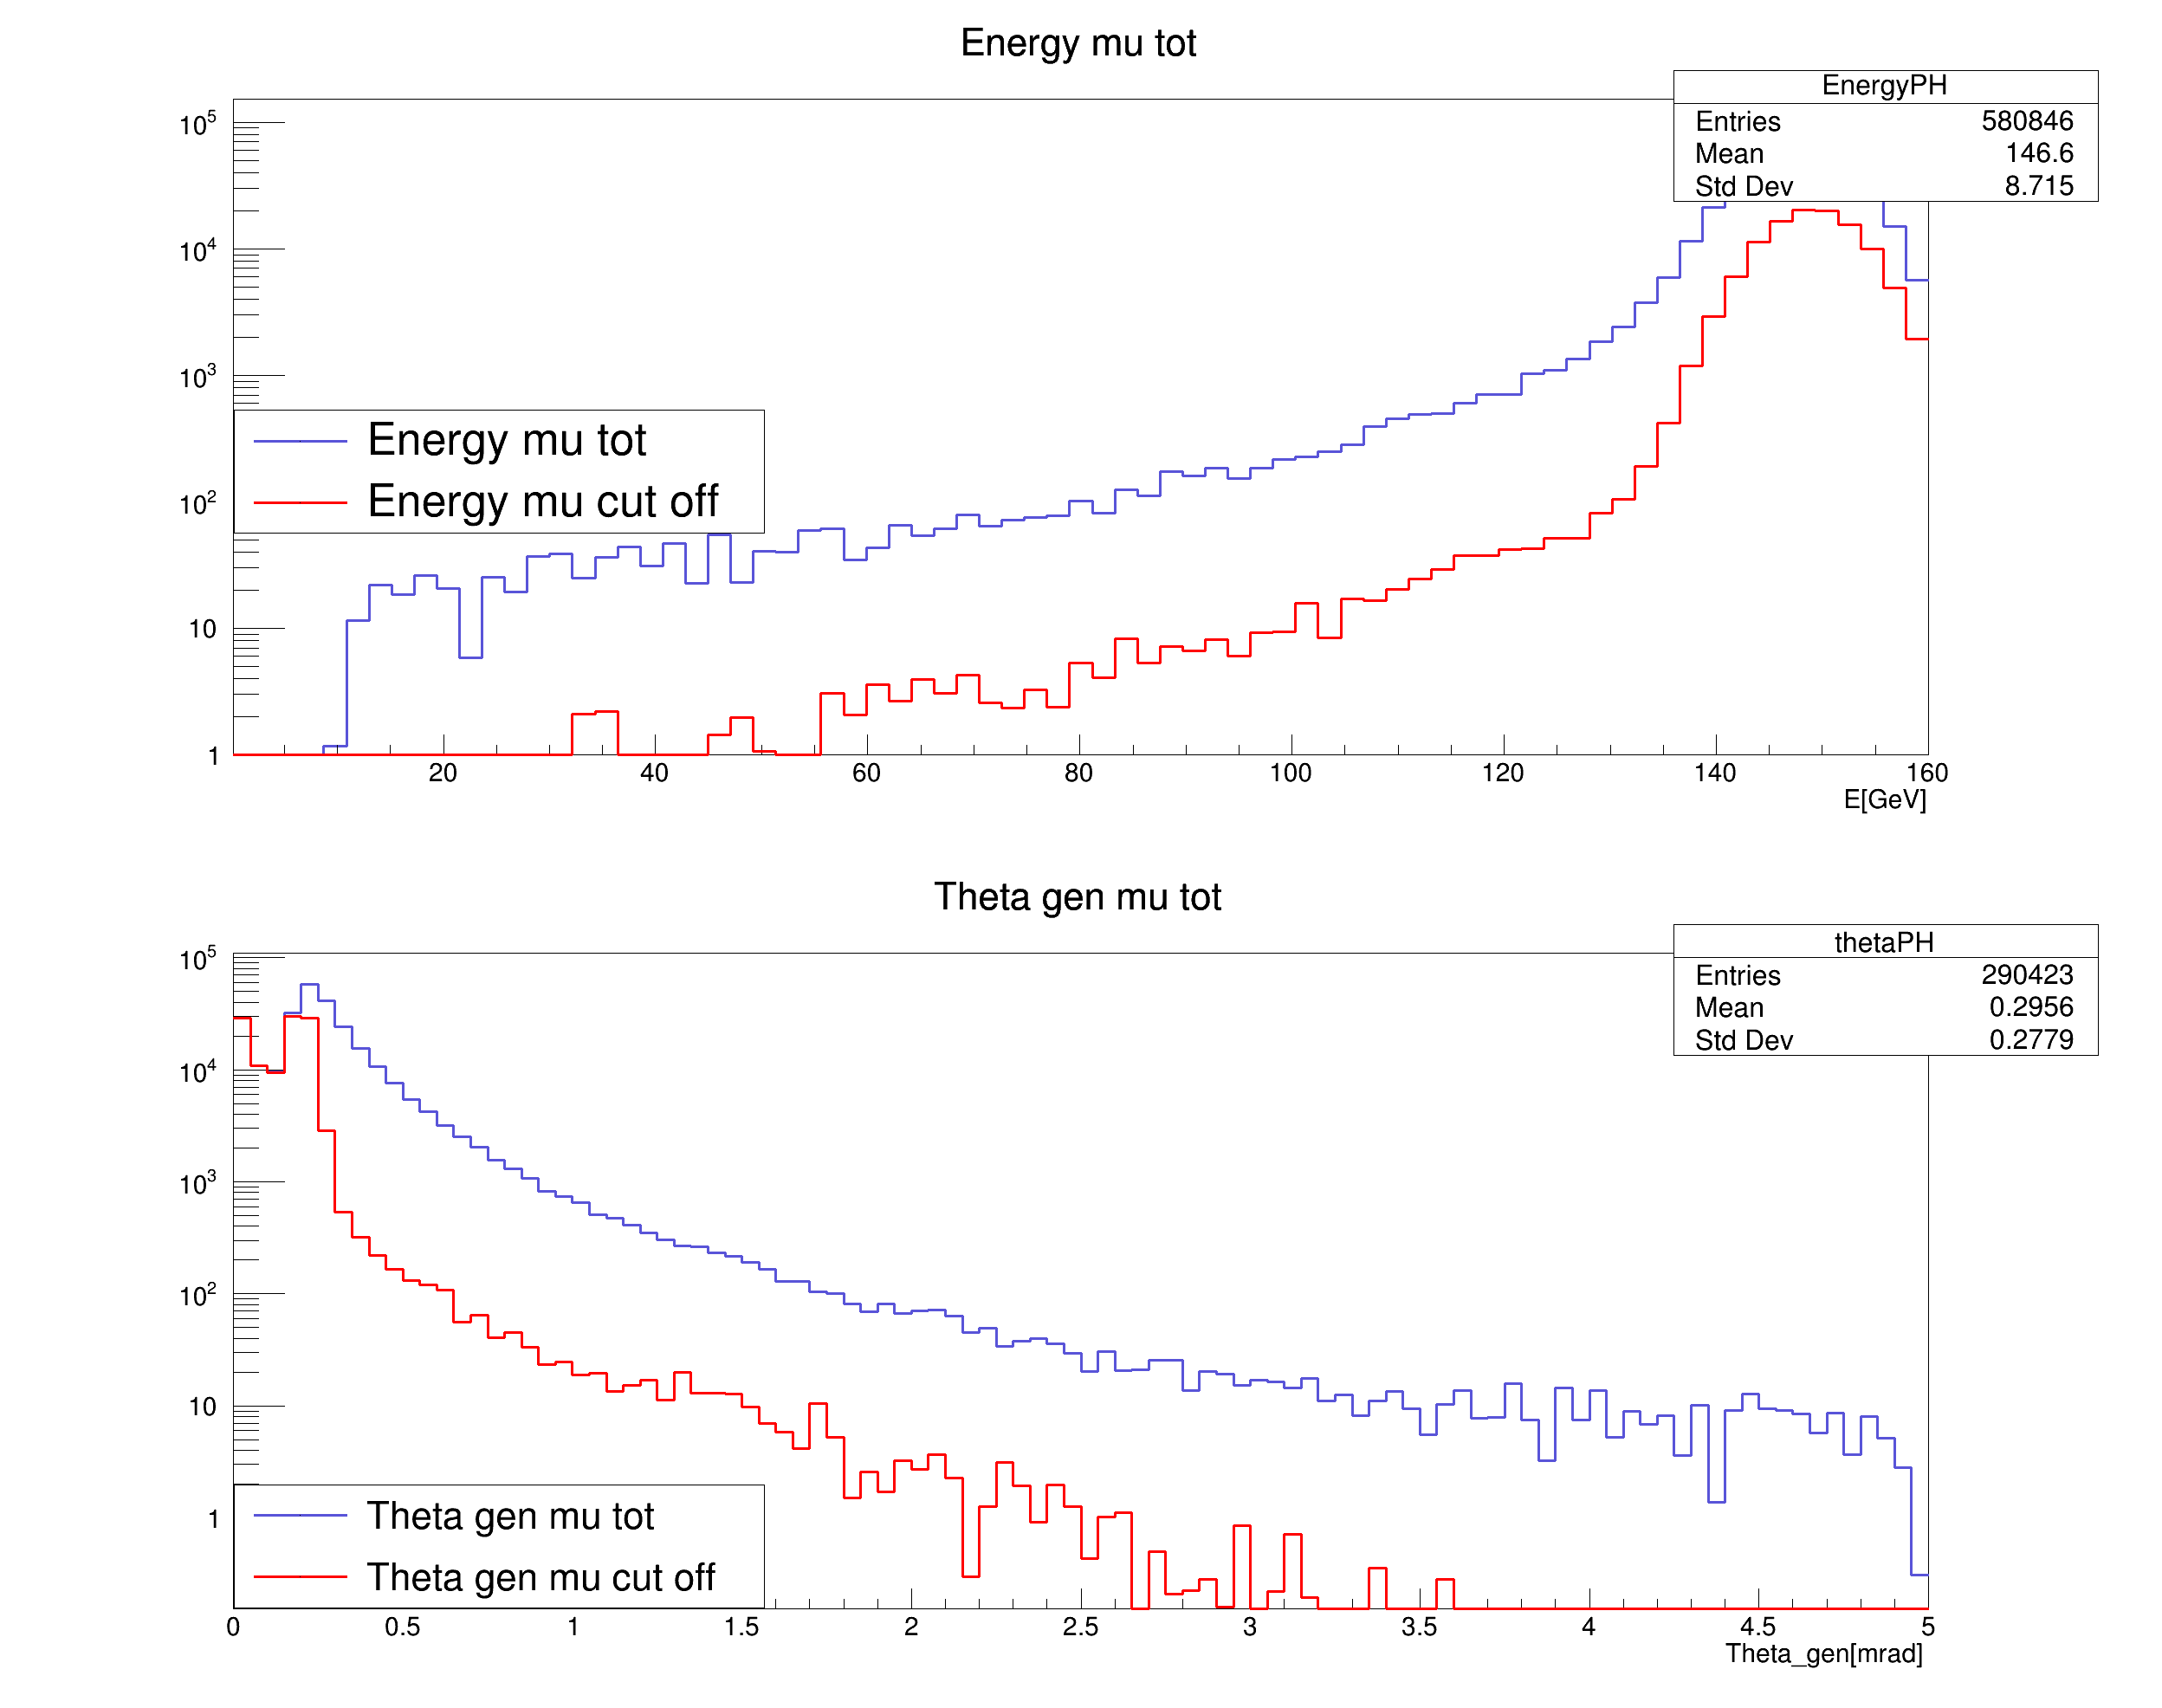 Energy mu tot
EnergyPH
Entries 580846
Mean 146.6
Std Dev 8.715
10^5
10^4
10^3
10^2
10
1
Energy mu tot
Energy mu cut off
20 40 60 80 100 120 140 160
E[GeV]
Theta gen mu tot
thetaPH
Entries 290423
Mean 0.2956
Std Dev 0.2779
10^5
10^4
10^3
10^2
10
1
Theta gen mu tot
Theta gen mu cut off
0 0.5 1 1.5 2 2.5 3 3.5 4 4.5 5
Theta_gen[mrad]